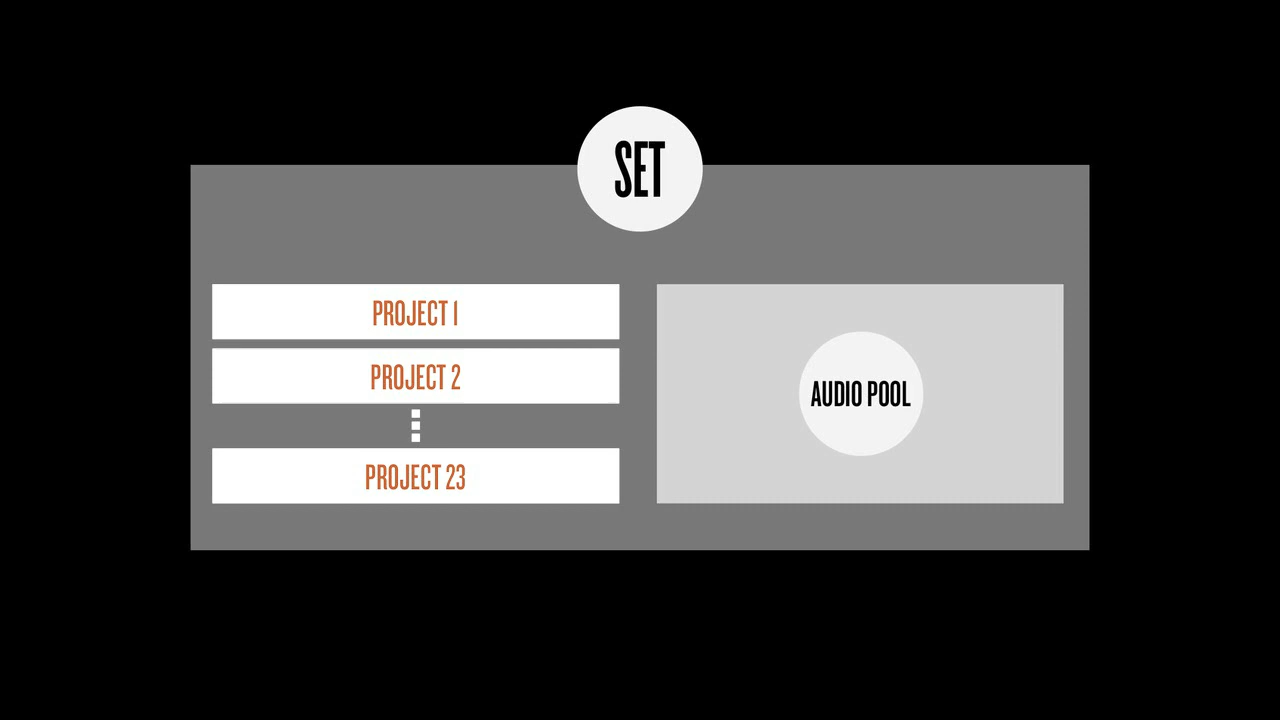 SET
PROJECT 1
PROJECT 2
PROJECT 23
AUDIO POOL